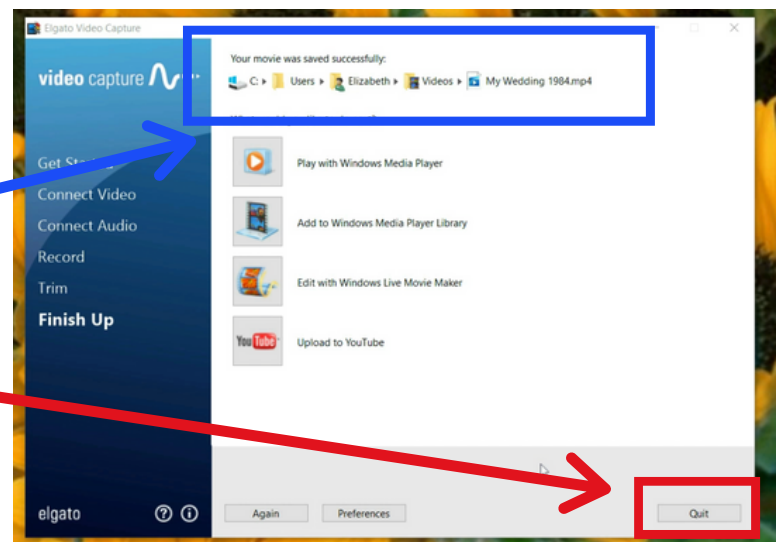 Elgato Video Capture
video capture
Your movie was saved successfully:
C: Users Elizabeth Videos My Wedding 1984.mp4
Play with Windows Media Player
Get
Connect Video
Connect Audio
Add to Windows Media Player Library
Record
Trim
Edit with Windows Live Movie Maker
Finish Up
You Tube
Upload to YouTube
elgato
Again
Preferences
Quit